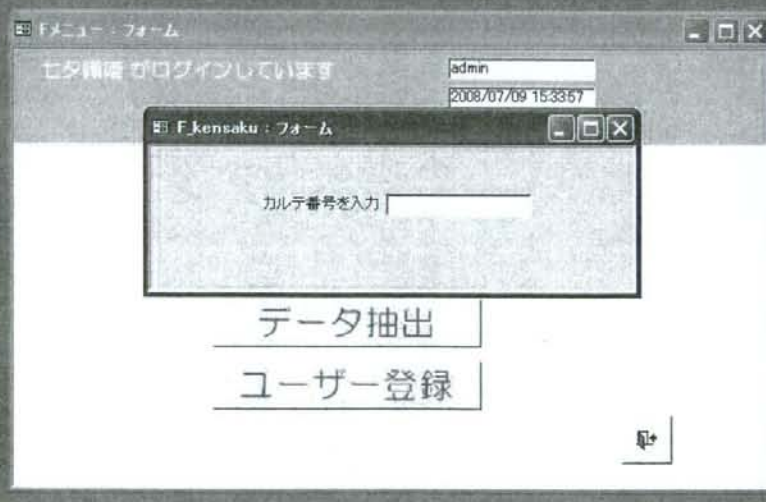 Fメニュー : フォーム
七夕 がログインしています
admin
2008/07/09 15:33:57
F_kensaku : フォーム
カルテ番号を入力
データ抽出
ユーザー登録